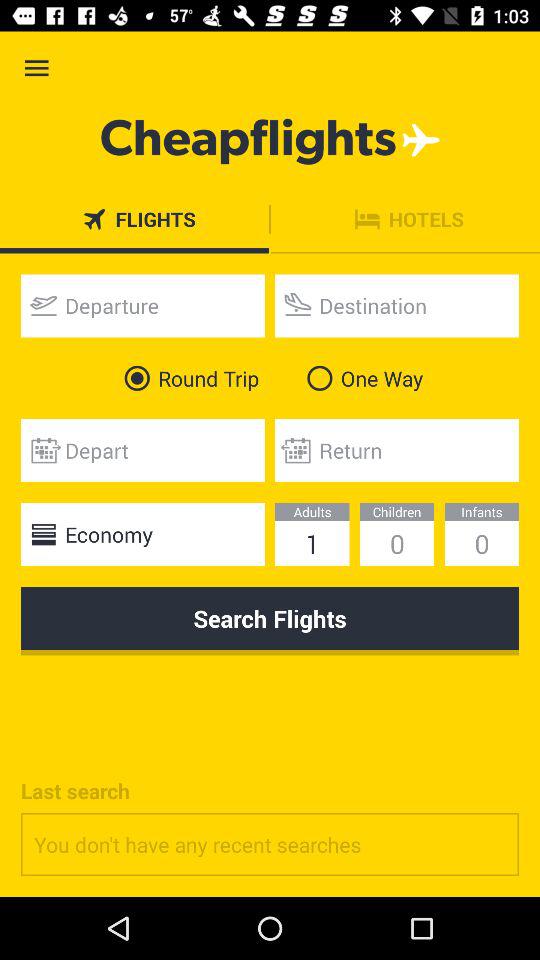 57° 1:03
Cheapflights
FLIGHTS HOTELS
Departure Destination
Round Trip One Way
Depart Return
Economy Adults Children Infants
1 0 0
Search Flights
Last search
You don't have any recent searches